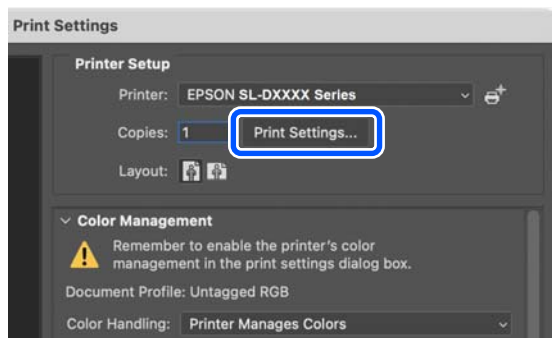 Print Settings
Printer Setup
Printer: EPSON SL-DXXXX Series
Copies: 1 Print Settings...
Layout:
Color Management
Remember to enable the printer's color
management in the print settings dialog box.
Document Profile: Untagged RGB
Color Handling: Printer Manages Colors